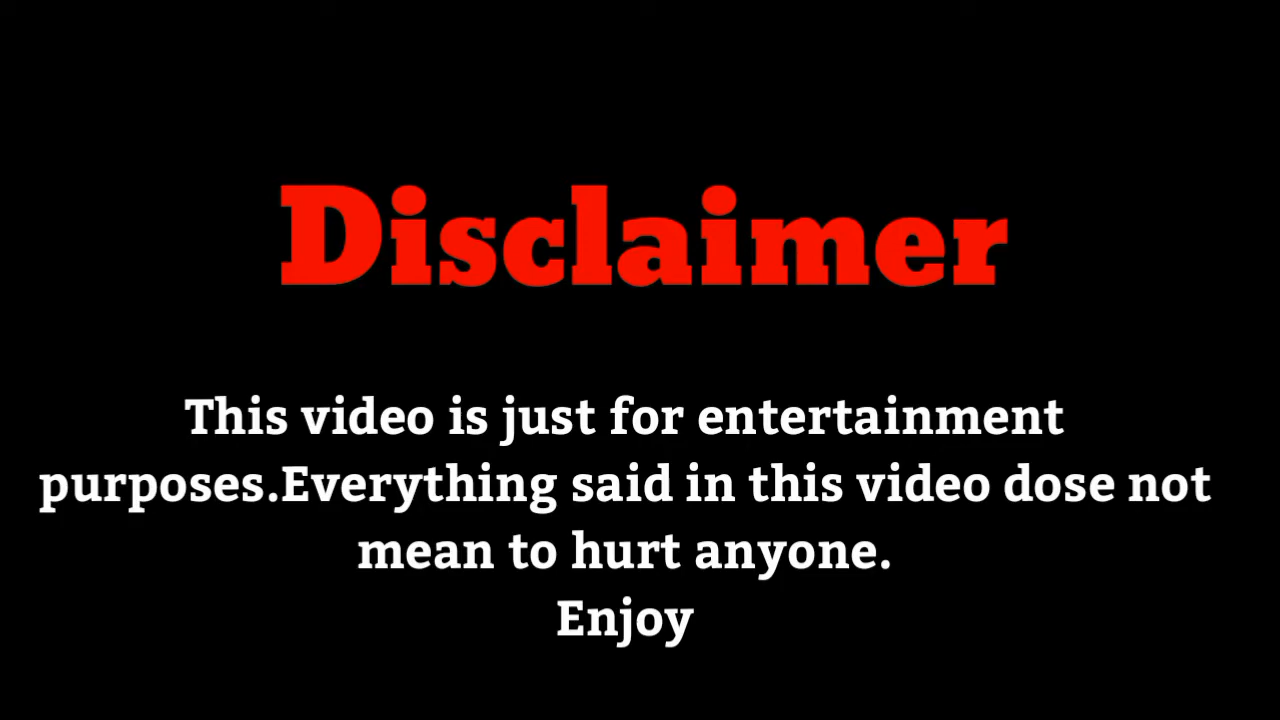 Disclaimer
This video is just for entertainment
purposes.Everything said in this video dose not
mean to hurt anyone.
Enjoy